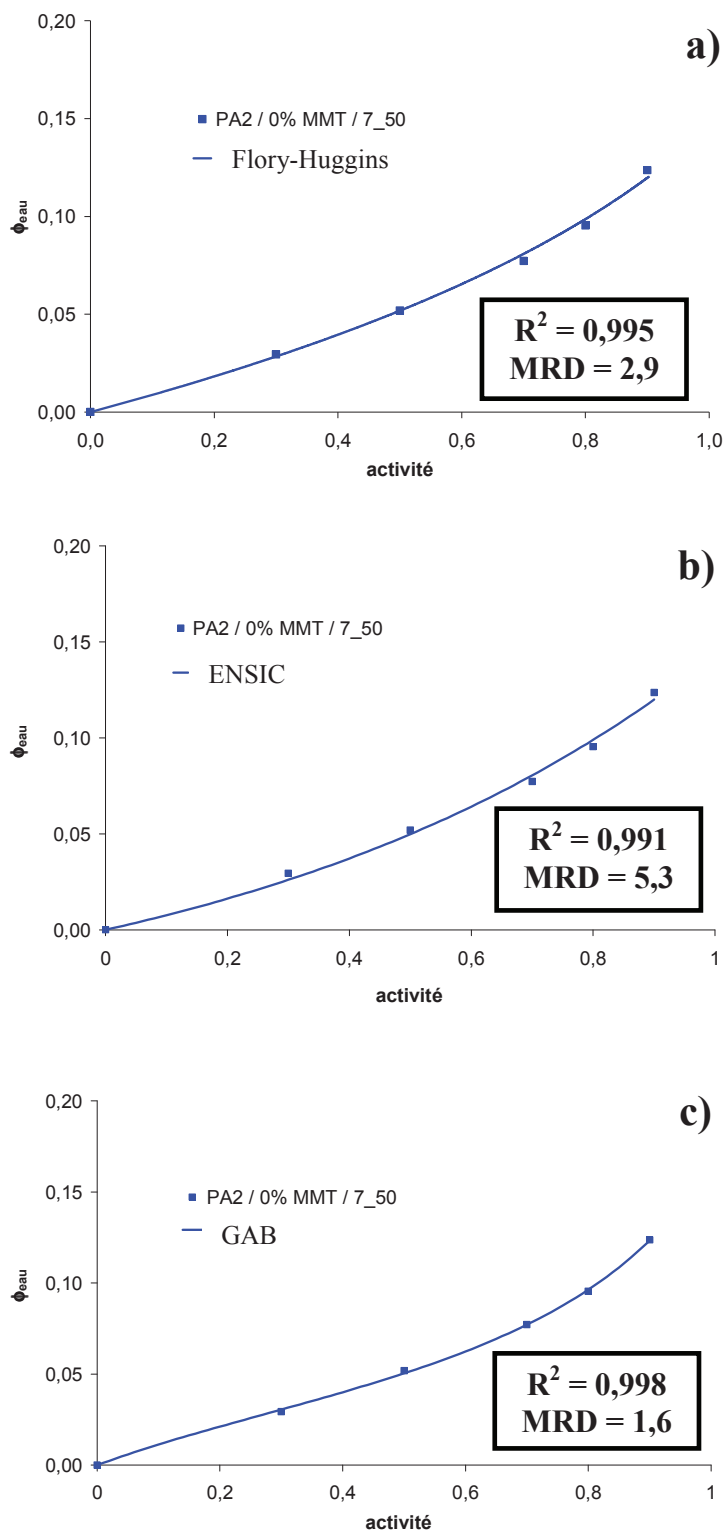 a)
0,20
0,15
0,10
0,05
0,00
ϕeau
PA2 / 0% MMT / 7_50
Flory-Huggins
R² = 0,995
MRD = 2,9
0,0 0,2 0,4 0,6 0,8 1,0
activité
b)
0,20
0,15
0,10
0,05
0,00
ϕeau
PA2 / 0% MMT / 7_50
ENSIC
R² = 0,991
MRD = 5,3
0 0,2 0,4 0,6 0,8 1
activité
c)
0,20
0,15
0,10
0,05
0,00
ϕeau
PA2 / 0% MMT / 7_50
GAB
R² = 0,998
MRD = 1,6
0 0,2 0,4 0,6 0,8 1
activité